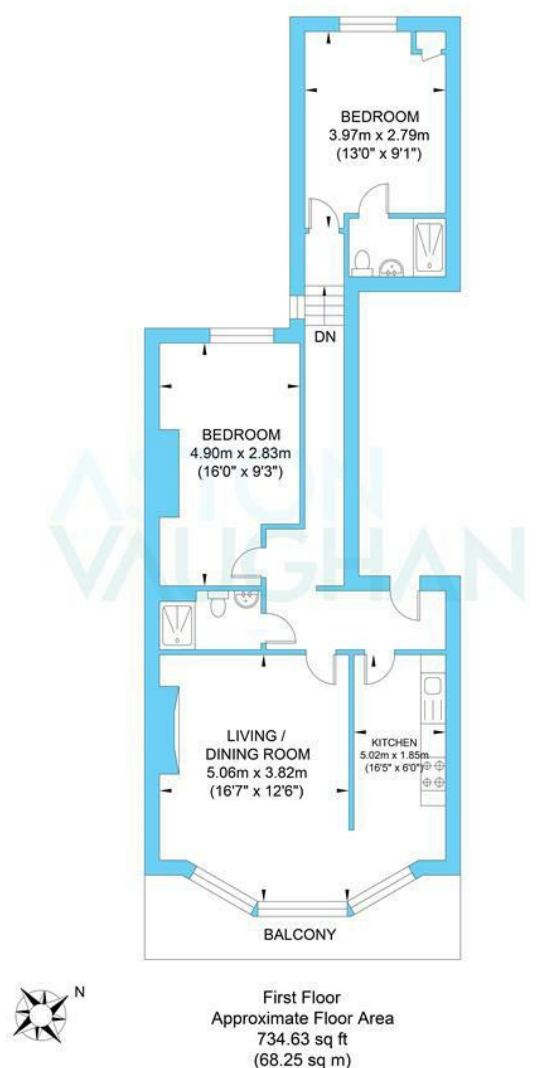 BEDROOM
3.97m x 2.79m
(13'0" x 9'1")
DN
BEDROOM
4.90m x 2.83m
(16'0" x 9'3")
ASTON
VAUGHAN
LIVING /
DINING ROOM
5.06m x 3.82m
(16'7" x 12'6")
KITCHEN
5.02m x 1.85m
(16'5" x 6'0")
BALCONY
N
First Floor
Approximate Floor Area
734.63 sq ft
(68.25 sq m)